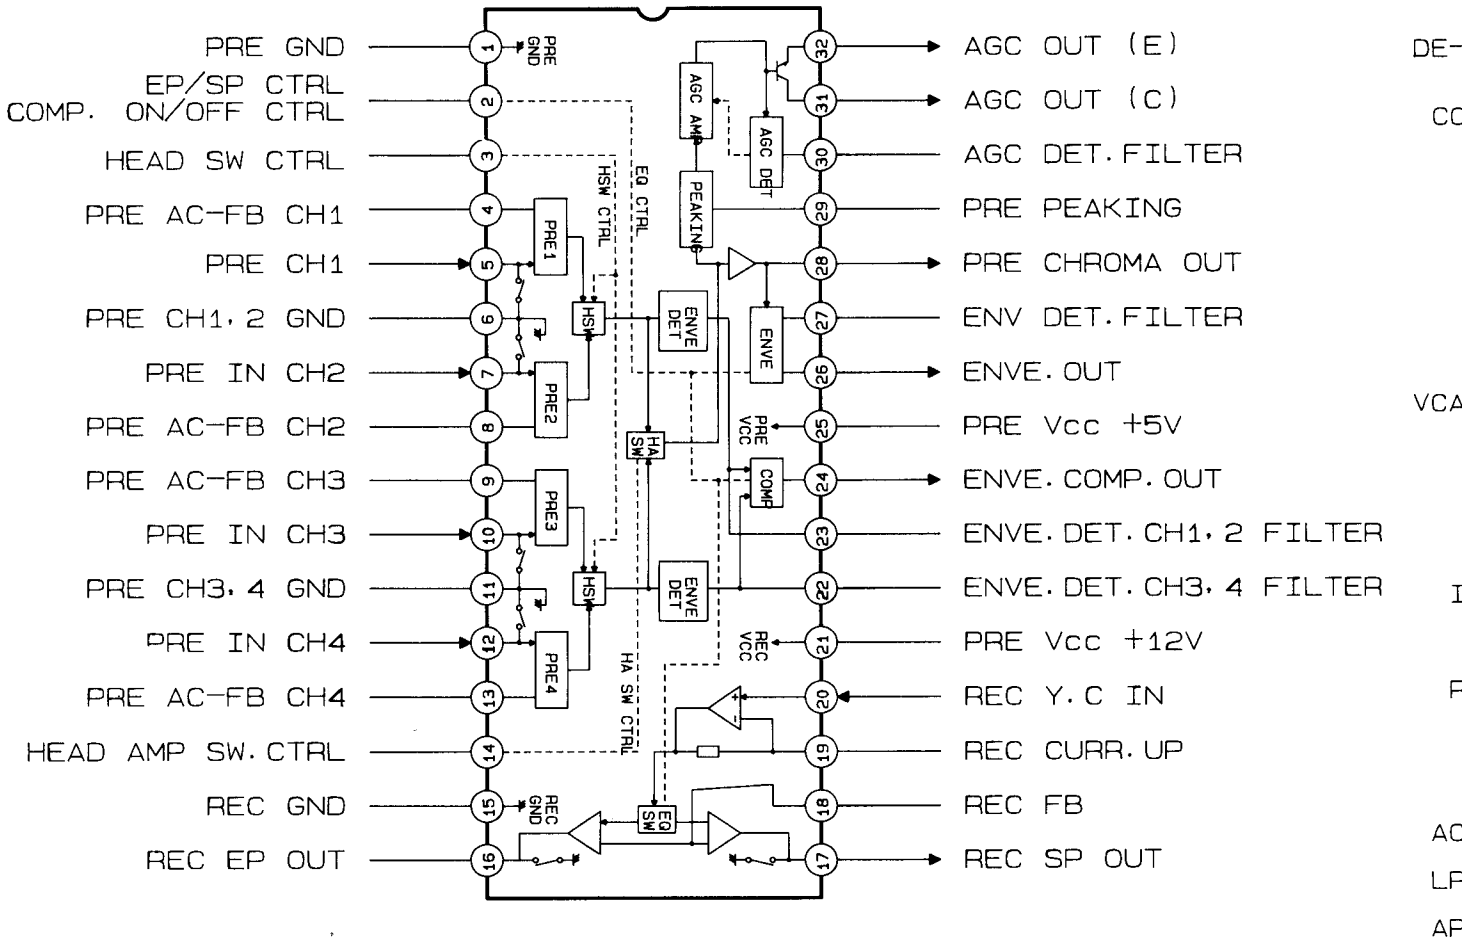 PRE GND
EP/SP CTRL
COMP. ON/OFF CTRL
HEAD SW CTRL
PRE AC-FB CH1
PRE CH1
PRE CH1, 2 GND
PRE IN CH2
PRE AC-FB CH2
PRE AC-FB CH3
PRE IN CH3
PRE CH3, 4 GND
PRE IN CH4
PRE AC-FB CH4
HEAD AMP SW. CTRL
REC GND
REC EP OUT
1
2
3
4
5
6
7
8
9
10
11
12
13
14
15
16
PRE GND
HSW CTRL
EQ CTRL
PRE1
HSW
PRE2
PRE3
HSW
PRE4
HA SW CTRL
REC GND
AGC AMP
AGC DET
PEAKING
ENVE DET
ENVE
HA SW
PRE VCC
COMP
ENVE DET
REC VCC
+
-
EQ SW
32
31
30
29
28
27
26
25
24
23
22
21
20
19
18
17
AGC OUT (E)
AGC OUT (C)
AGC DET. FILTER
PRE PEAKING
PRE CHROMA OUT
ENV DET. FILTER
ENVE. OUT
PRE Vcc +5V
ENVE. COMP. OUT
ENVE. DET. CH1, 2 FILTER
ENVE. DET. CH3, 4 FILTER
PRE Vcc +12V
REC Y. C IN
REC CURR. UP
REC FB
REC SP OUT
DE-
CO
VCA
I
R
AC
LP
AP